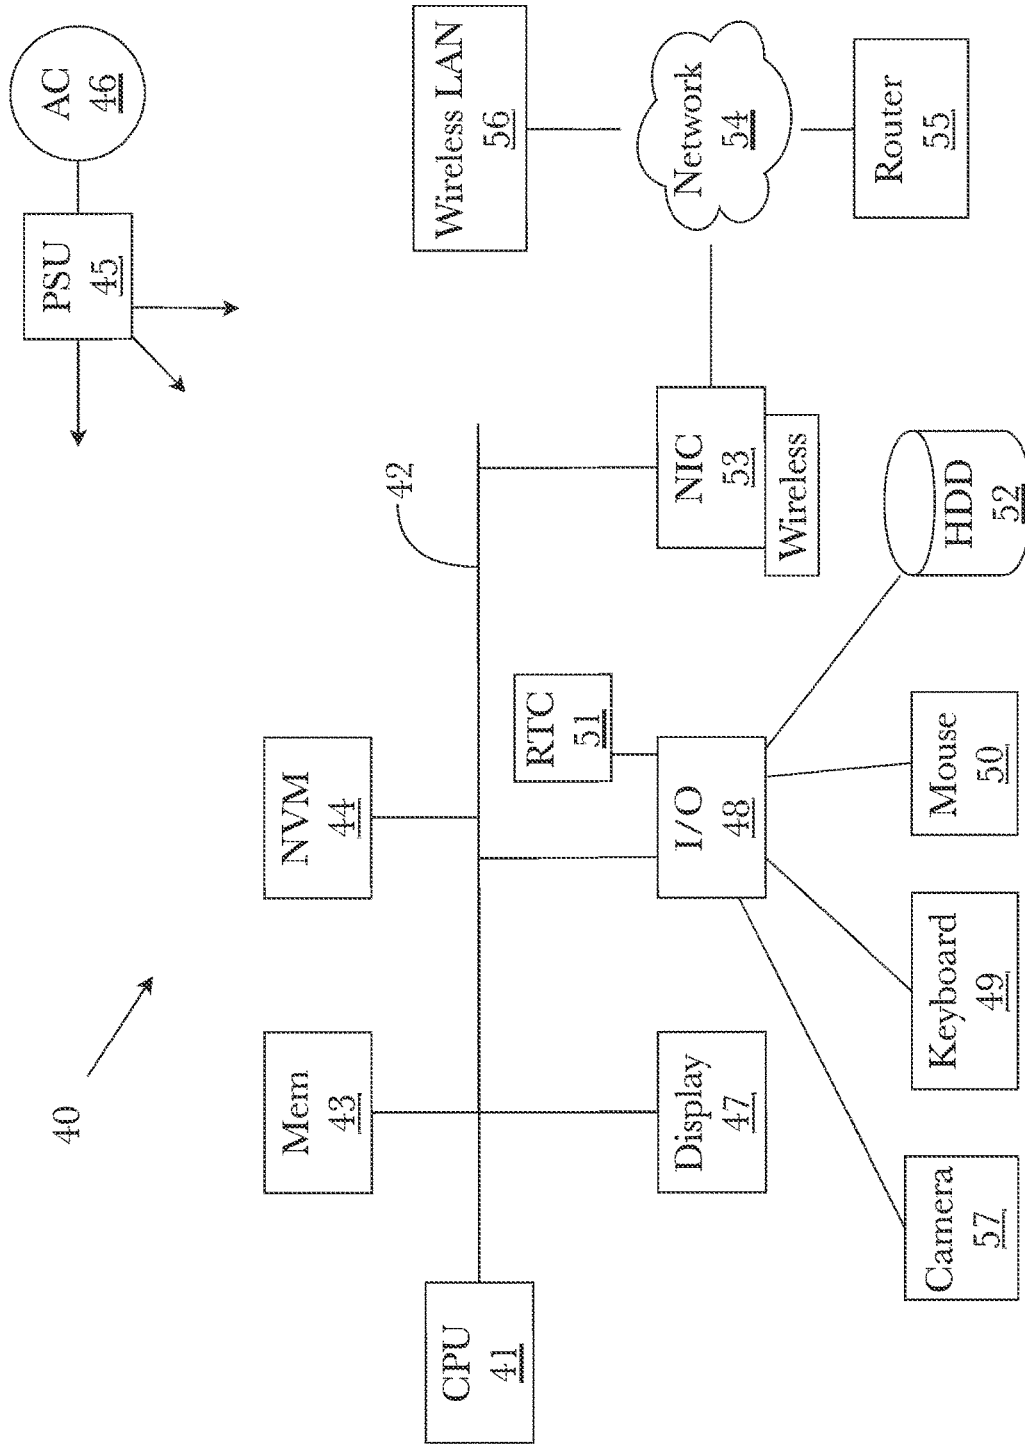 40
CPU
41
42
Mem
43
NVM
44
PSU
45
AC
46
Display
47
I/O
48
RTC
51
NIC
53
Wireless
Network
54
Wireless LAN
56
Router
55
Camera
57
Keyboard
49
Mouse
50
HDD
52